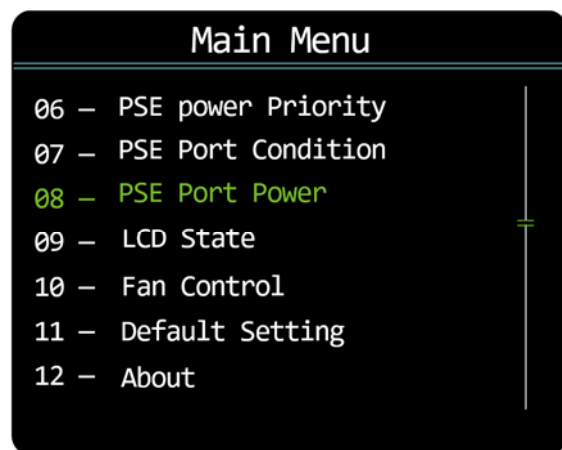 Main Menu
06 — PSE power Priority
07 — PSE Port Condition
08 — PSE Port Power
09 — LCD State
10 — Fan Control
11 — Default Setting
12 — About